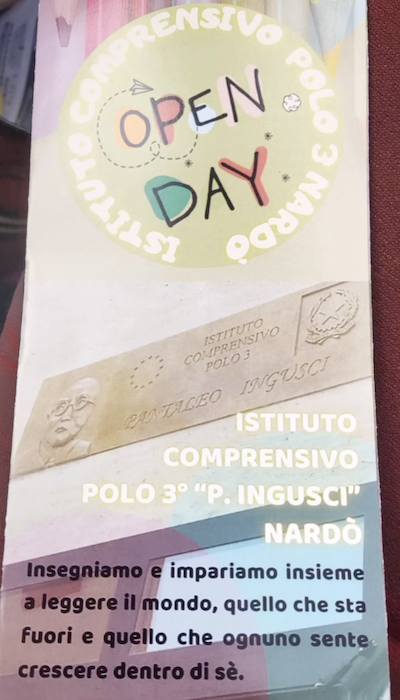 ISTITUTO COMPRENSIVO POLO 3 NARDÒ
OPEN
DAY
ISTITUTO
COMPRENSIVO
POLO 3
PANTALEO INGUSCI
ISTITUTO
COMPRENSIVO
POLO 3° “P. INGUSCI”
NARDÒ
Insegniamo e impariamo insieme
a leggere il mondo, quello che sta
fuori e quello che ognuno sente
crescere dentro di sè.